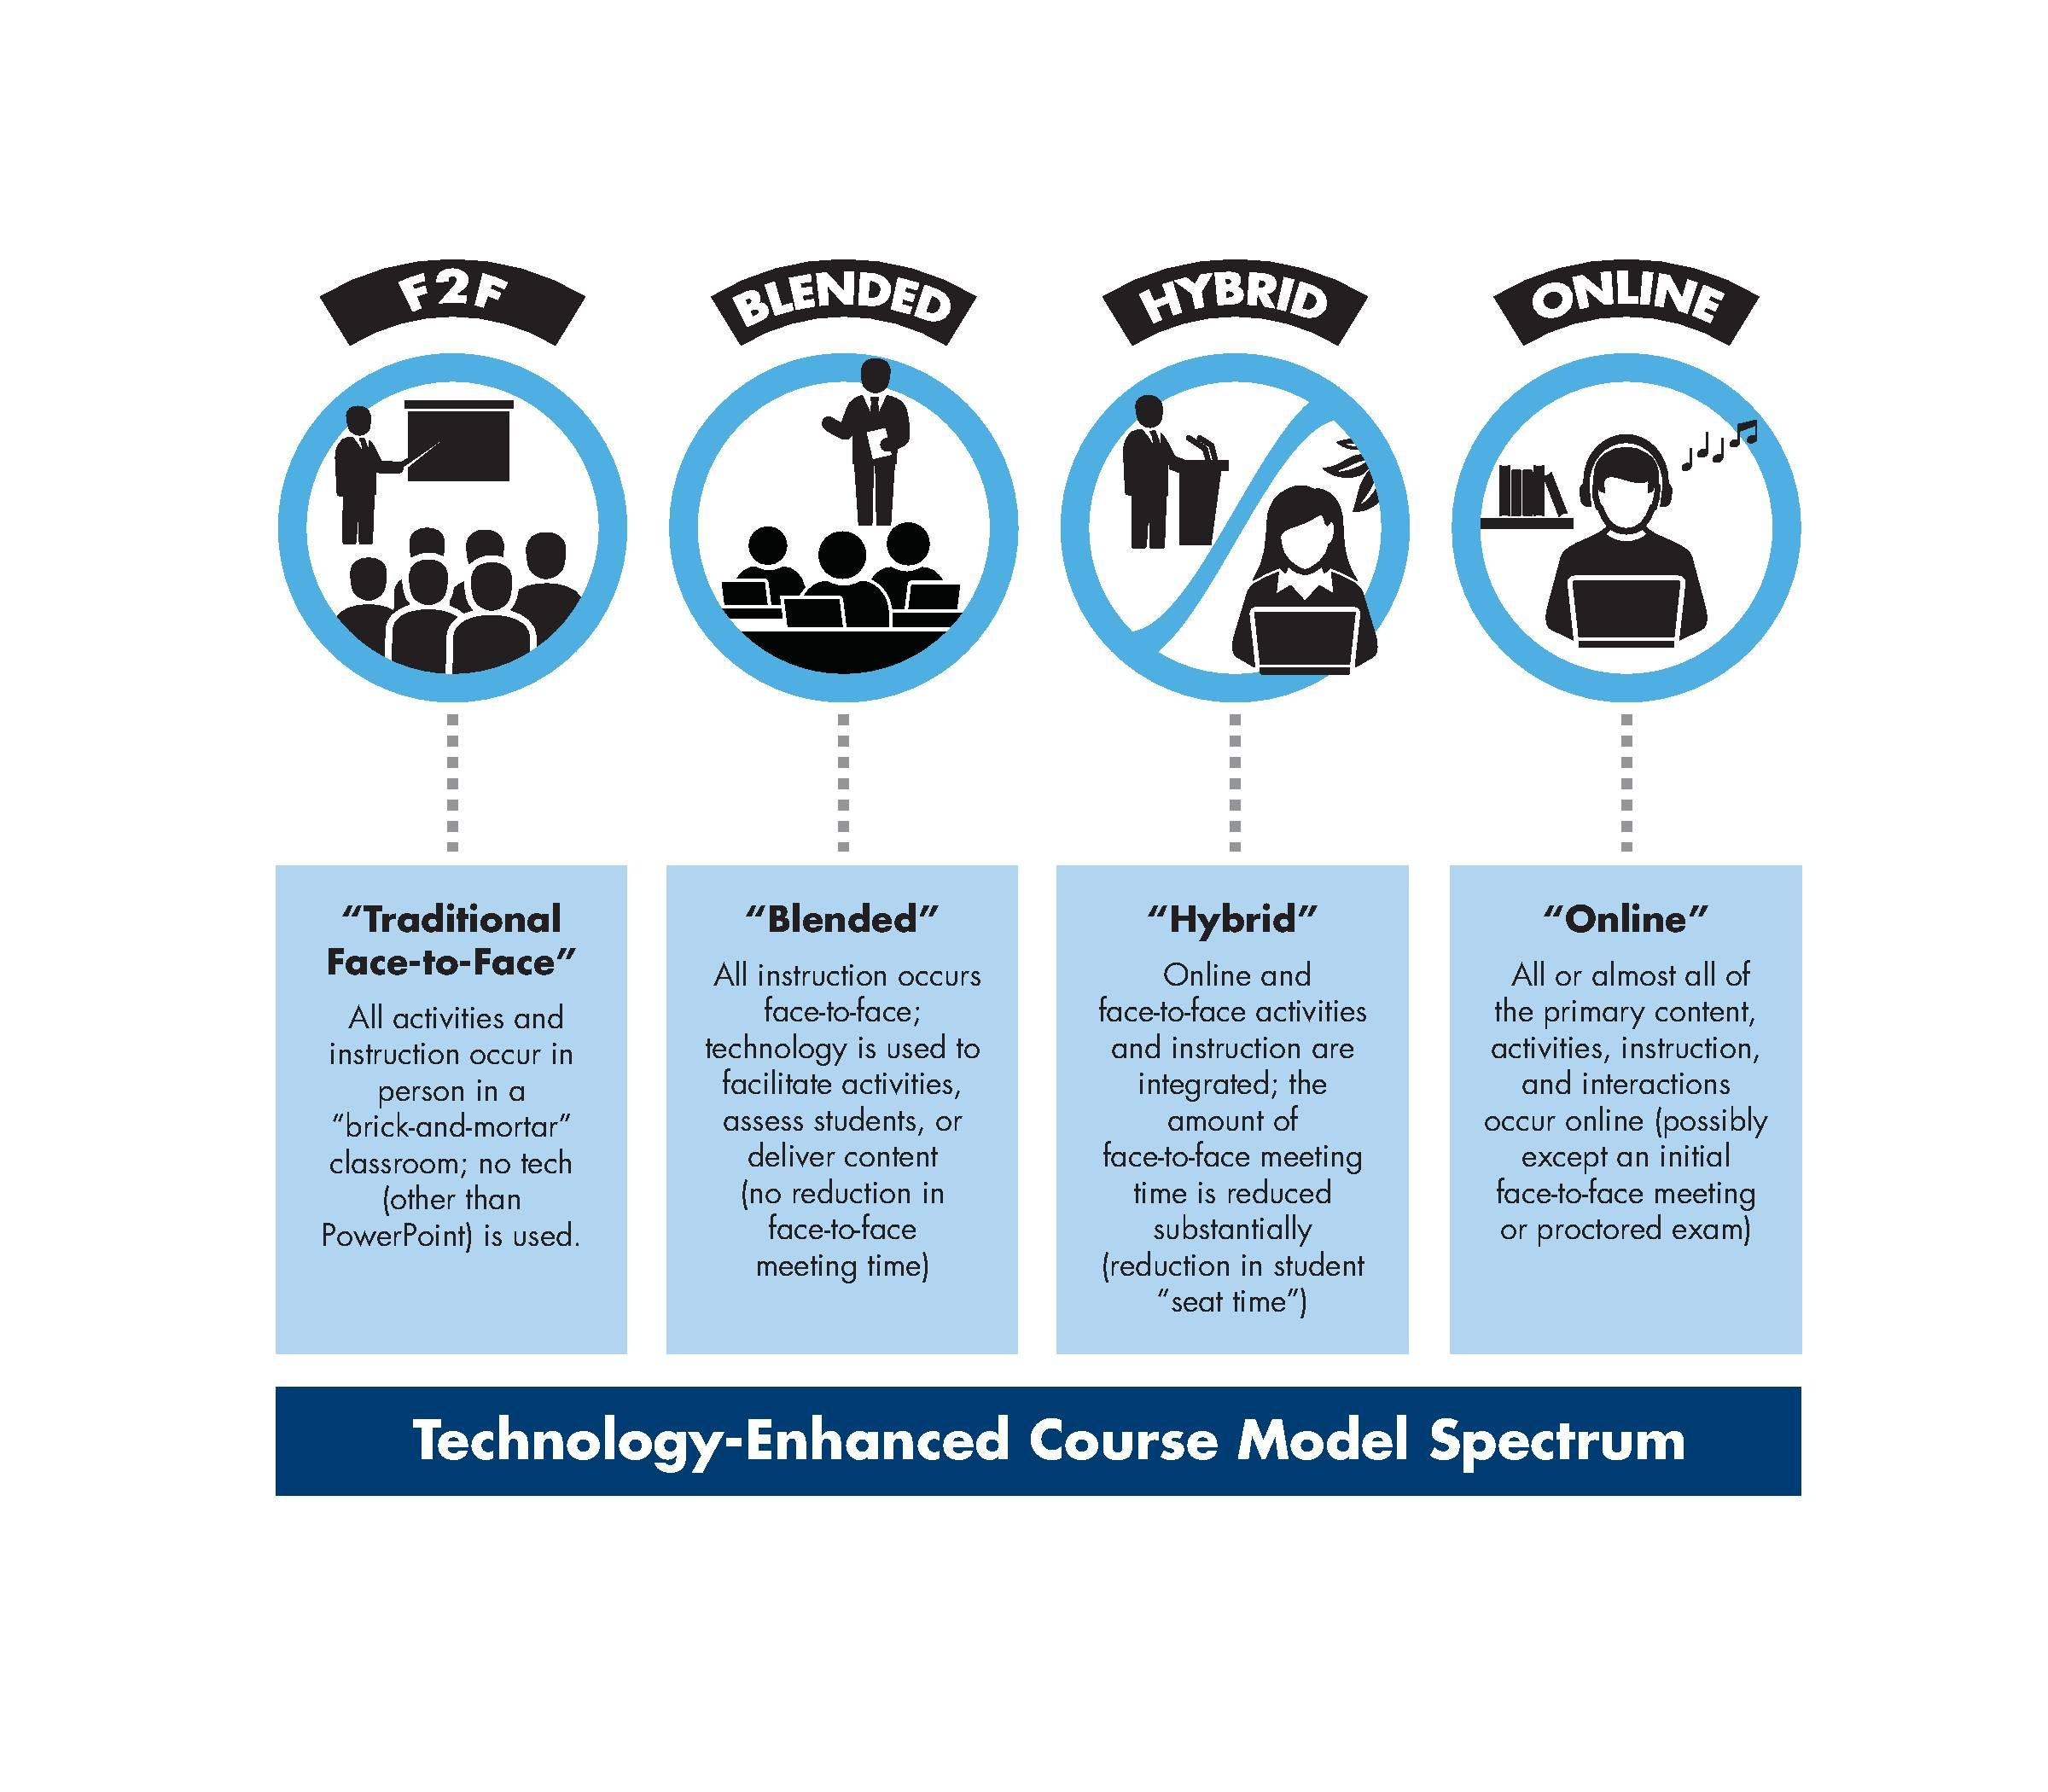 F2F
BLENDED
HYBRID
ONLINE
“Traditional
Face-to-Face”
All activities and
instruction occur in
person in a
“brick-and-mortar”
classroom; no tech
(other than
PowerPoint) is used.
“Blended”
All instruction occurs
face-to-face;
technology is used to
facilitate activities,
assess students, or
deliver content
(no reduction in
face-to-face
meeting time)
“Hybrid”
Online and
face-to-face activities
and instruction are
integrated; the
amount of
face-to-face meeting
time is reduced
substantially
(reduction in student
“seat time”)
“Online”
All or almost all of
the primary content,
activities, instruction,
and interactions
occur online (possibly
except an initial
face-to-face meeting
or proctored exam)
Technology-Enhanced Course Model Spectrum